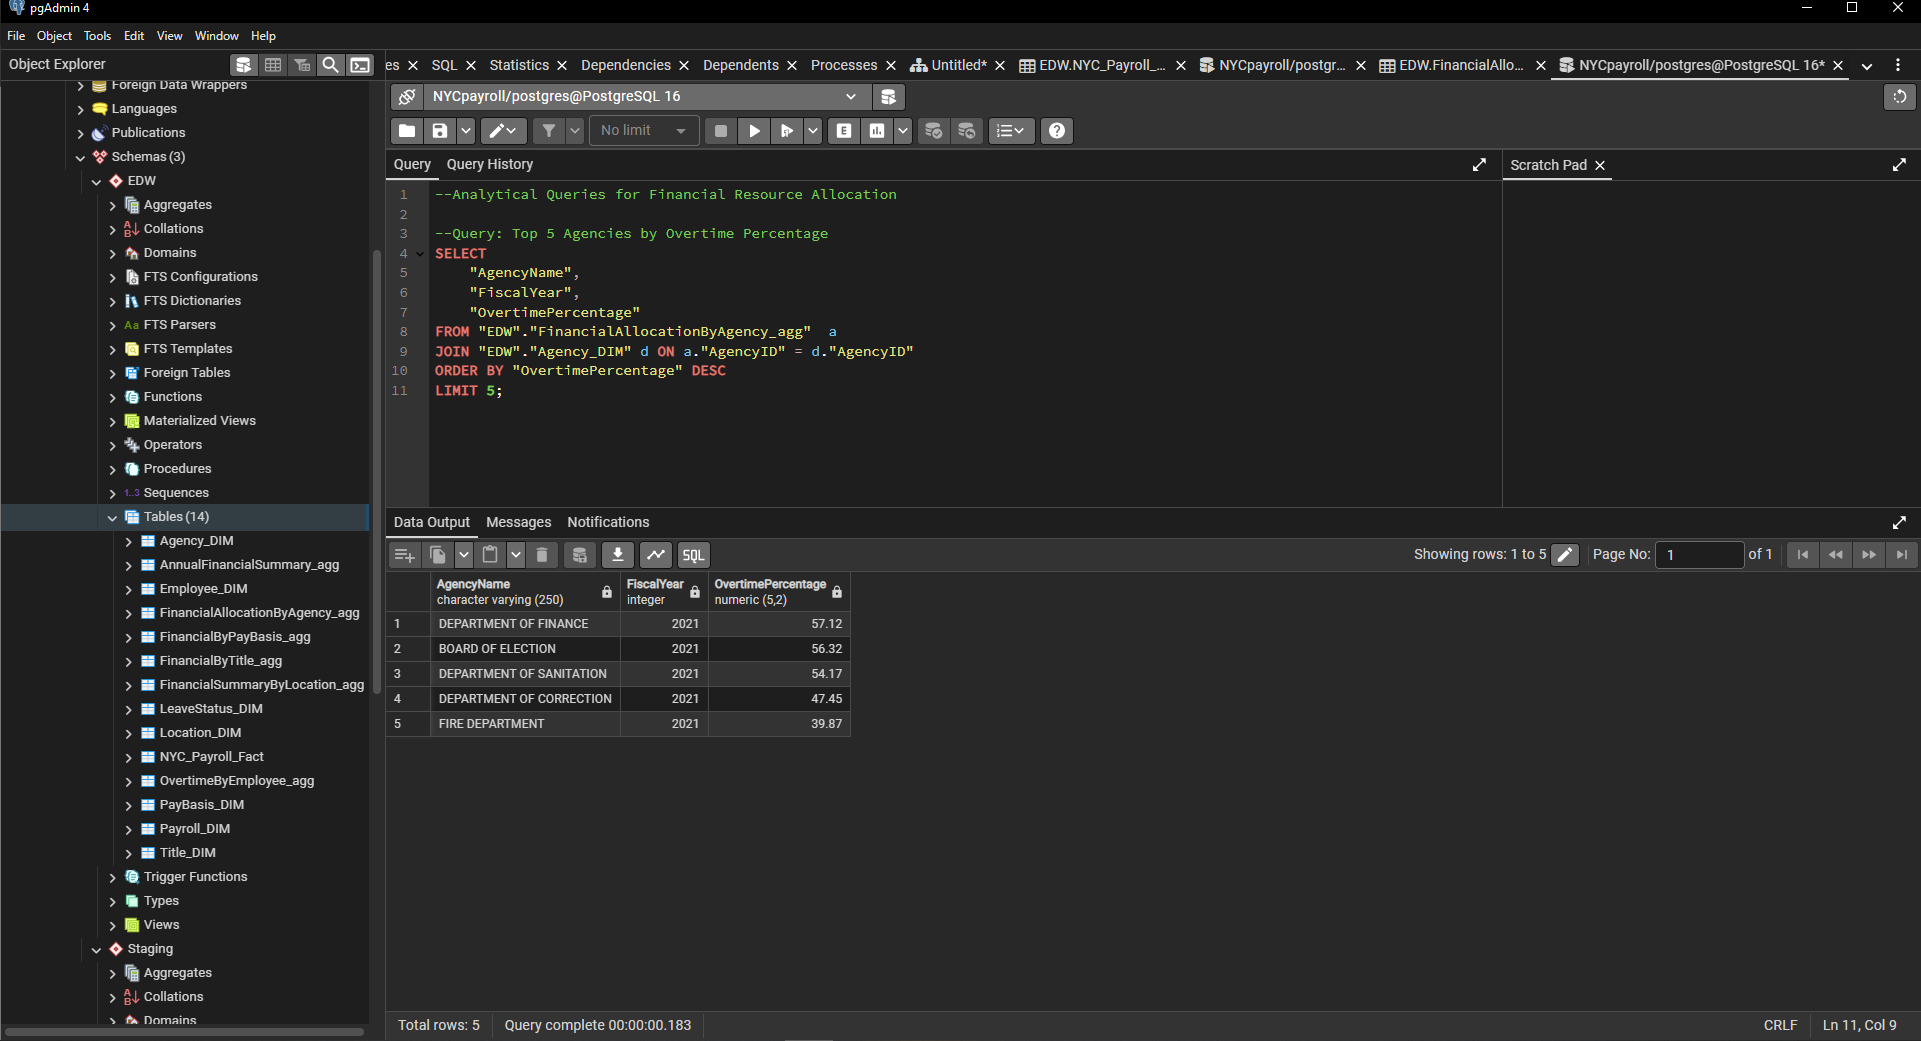 pgAdmin 4
File Object Tools Edit View Window Help
Object Explorer
Foreign Data Wrappers
Languages
Publications
Schemas (3)
EDW
Aggregates
Collations
Domains
FTS Configurations
FTS Dictionaries
Aa FTS Parsers
FTS Templates
Foreign Tables
Functions
Materialized Views
Operators
Procedures
1..3 Sequences
Tables (14)
Agency_DIM
AnnualFinancialSummary_agg
Employee_DIM
FinancialAllocationByAgency_agg
FinancialByPayBasis_agg
FinancialByTitle_agg
FinancialSummaryByLocation_agg
LeaveStatus_DIM
Location_DIM
NYC_Payroll_Fact
OvertimeByEmployee_agg
PayBasis_DIM
Payroll_DIM
Title_DIM
Trigger Functions
Types
Views
Staging
Aggregates
Collations
Domains
es SQL Statistics Dependencies Dependents Processes Untitled* EDW.NYC_Payroll_... NYCpayroll/postgr... EDW.FinancialAllo... NYCpayroll/postgres@PostgreSQL 16*
NYCpayroll/postgres@PostgreSQL 16
No limit E
Query Query History
Scratch Pad
1 --Analytical Queries for Financial Resource Allocation
2
3 --Query: Top 5 Agencies by Overtime Percentage
4 SELECT
5 "AgencyName",
6 "FiscalYear",
7 "OvertimePercentage"
8 FROM "EDW"."FinancialAllocationByAgency_agg" a
9 JOIN "EDW"."Agency_DIM" d ON a."AgencyID" = d."AgencyID"
10 ORDER BY "OvertimePercentage" DESC
11 LIMIT 5;
Data Output Messages Notifications
SQL
Showing rows: 1 to 5 Page No: 1 of 1
AgencyName FiscalYear OvertimePercentage
character varying (250) integer numeric (5,2)
1 DEPARTMENT OF FINANCE 2021 57.12
2 BOARD OF ELECTION 2021 56.32
3 DEPARTMENT OF SANITATION 2021 54.17
4 DEPARTMENT OF CORRECTION 2021 47.45
5 FIRE DEPARTMENT 2021 39.87
Total rows: 5 Query complete 00:00:00.183
CRLF Ln 11, Col 9